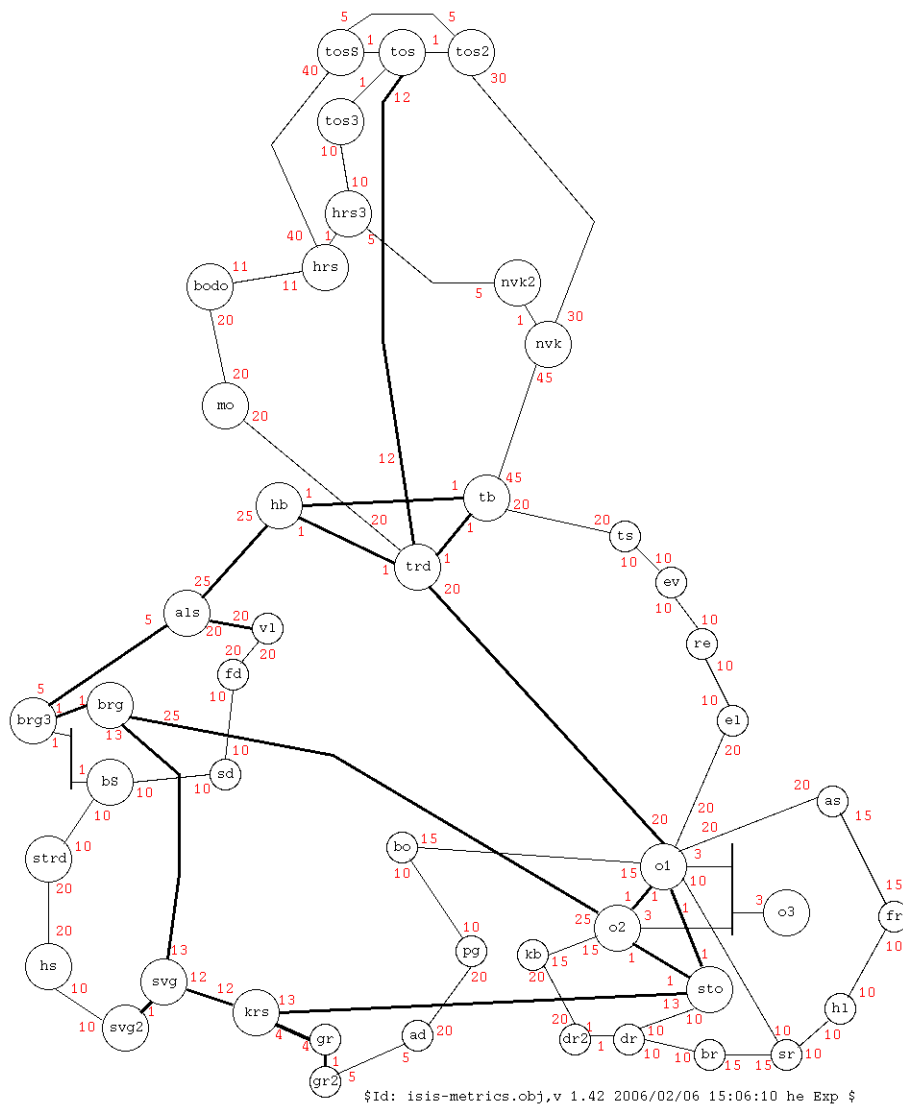 5 5
tosS 1 tos 1 tos2
40 1 12 30
tos3
10
10
hrs3
1 5
40 hrs
11 11
bodo nvk2
5
20 1 30
nvk
45
20
mo 20
12
45
1 1 tb
hb 20
25 1 20 20 ts
1 1 1 10 10
trd 20 ev
25 10
als 20 20 vl 10
5 20 20 re
fd 10
10
5 10
brg3 1 1 brg 25 el
13 20
1 10
1 bS sd
10 10 20 as
10 20 20 15
10 bo 15 20
strd 10 15 o1 3
20 10
1 1 1 15
25 3 3 o3 fr
20 10 o2 10
hs 13 pg kb 15 15 1 1
10 svg 12 20 20 sto
10 1 13 1 10
svg2 krs 13 10 hl
4 4 gr ad 20 20 10 10 10
1 5 dr2 1 1 dr 10 10 br 15 15 sr 10
gr2 5
$Id: isis-metrics.obj,v 1.42 2006/02/06 15:06:10 he Exp $